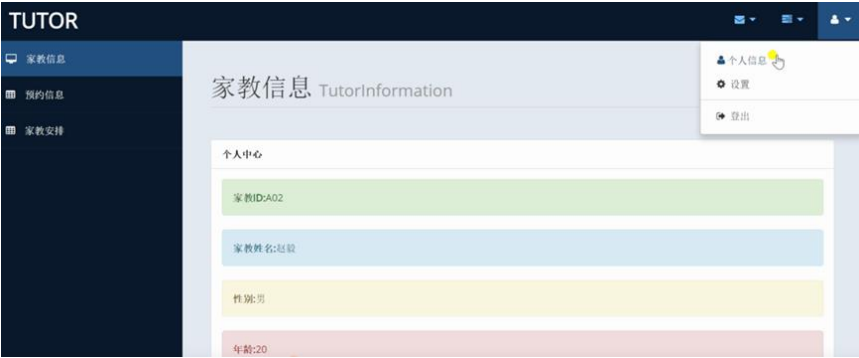 TUTOR
家教信息
预约信息
家教安排
个人信息
设置
登出
家教信息 TutorInformation
个人中心
家教ID:A02
家教姓名:赵毅
性别:男
年龄:20